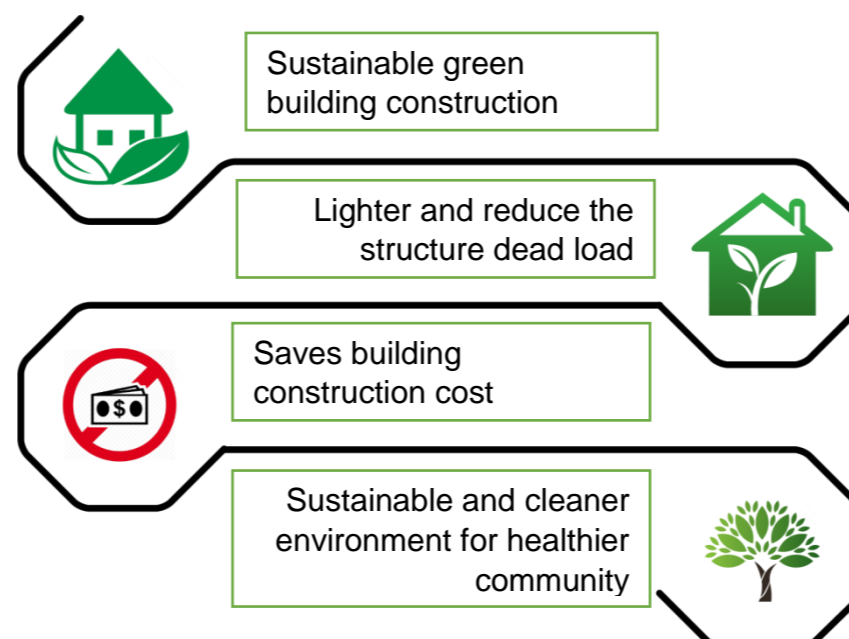 Sustainable green
building construction
Lighter and reduce the
structure dead load
Saves building
construction cost
$
Sustainable and cleaner
environment for healthier
community